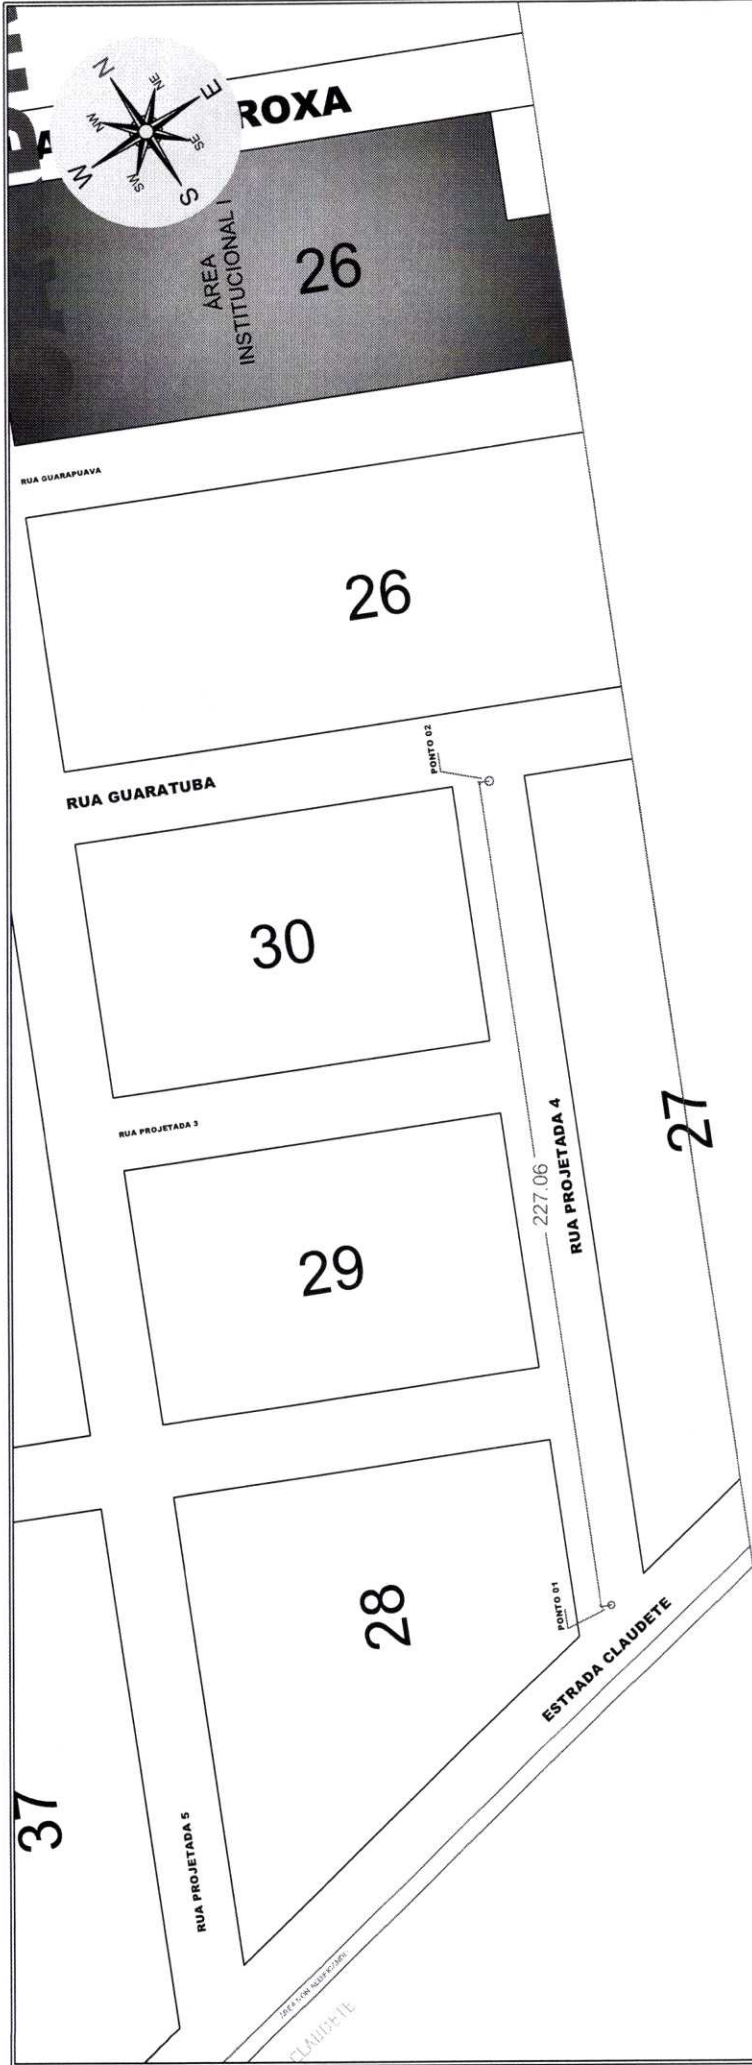 N
NE
E
SE
S
SW
W
NW
ROXA
ÁREA
INSTITUCIONAL I
26
RUA GUARAPUAVA
26
PONTO 02
RUA GUARATUBA
30
27
RUA PROJETADA 3
RUA PROJETADA 4
227.06
29
28
PONTO 01
ESTRADA CLAUDETE
37
RUA PROJETADA 5
CLAUDETE